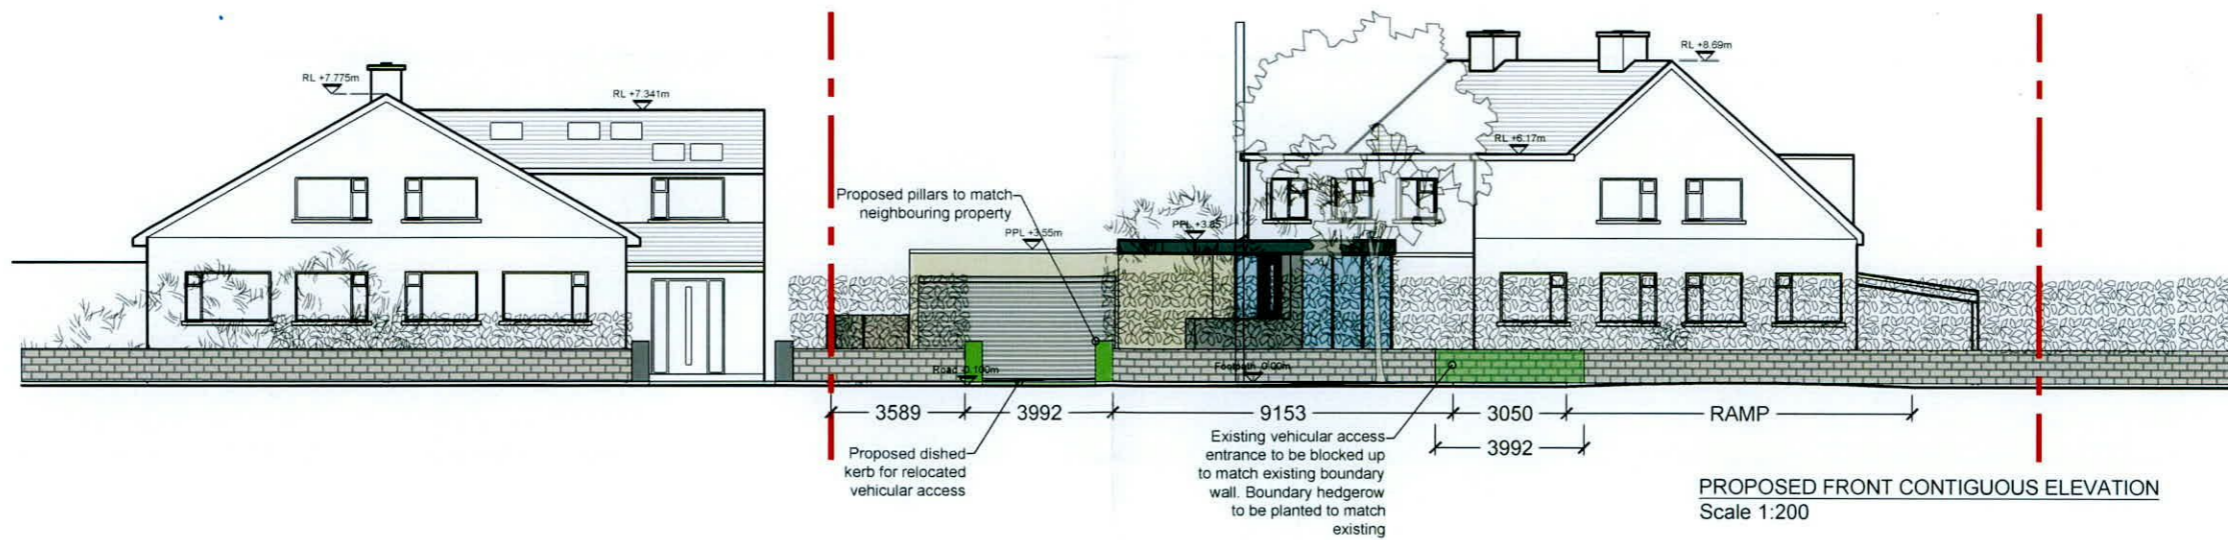 RL +7.775m
RL +7.341m
RL +8.69m
RL +6.17m
Proposed pillars to match
neighbouring property
PPL +3.55m
PPL +3.85
Road -0.100m
Footpath 0.00m
3589
3992
9153
3050
RAMP
3992
Proposed dished
kerb for relocated
vehicular access
Existing vehicular access
entrance to be blocked up
to match existing boundary
wall. Boundary hedgerow
to be planted to match
existing
PROPOSED FRONT CONTIGUOUS ELEVATION
Scale 1:200